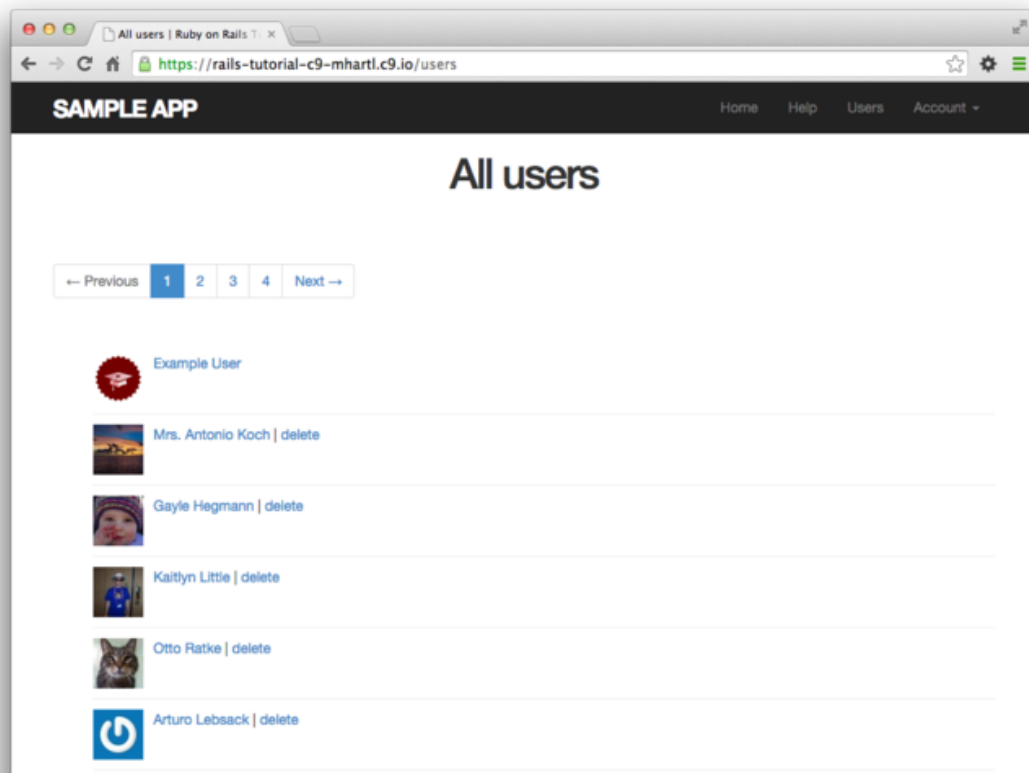 All users | Ruby on Rails T
https://rails-tutorial-c9-mhartl.c9.io/users
SAMPLE APP Home Help Users Account
All users
← Previous 1 2 3 4 Next →
Example User
Mrs. Antonio Koch | delete
Gayle Hegmann | delete
Kaitlyn Little | delete
Otto Ratke | delete
Arturo Lebsack | delete